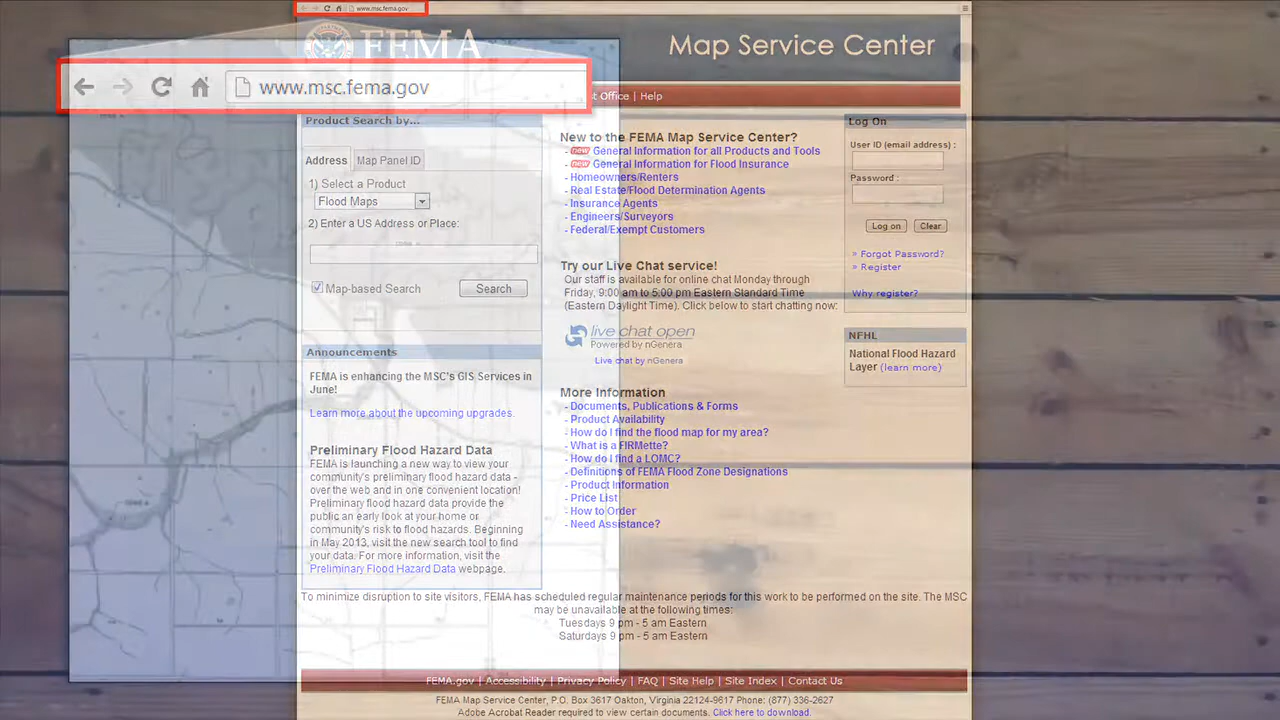 www.msc.fema.gov
FEMA
Map Service Center
www.msc.fema.gov
Office | Help
Product Search by...
Address
Map Panel ID
1) Select a Product
Flood Maps
2) Enter a US Address or Place:
Map-based Search
Search
Announcements
FEMA is enhancing the MSC's GIS Services in
June!
Learn more about the upcoming upgrades.
Preliminary Flood Hazard Data
FEMA is launching a new way to view your
community's preliminary flood hazard data -
over the web and in one convenient location!
Preliminary flood hazard data provide the
public an early look at your home or
community's risk to flood hazards. Beginning
in May 2013, visit the new search tool to find
your data. For more information, visit the
Preliminary Flood Hazard Data webpage.
New to the FEMA Map Service Center?
- new General Information for all Products and Tools
- new General Information for Flood Insurance
- Homeowners/Renters
- Real Estate/Flood Determination Agents
- Insurance Agents
- Engineers/Surveyors
- Federal/Exempt Customers
Try our Live Chat service!
Our staff is available for online chat Monday through
Friday, 9:00 am to 5:00 pm Eastern Standard Time
(Eastern Daylight Time). Click below to start chatting now:
live chat open
Powered by nGenera
Live chat by nGenera
More Information
- Documents, Publications & Forms
- Product Availability
- How do I find the flood map for my area?
- What is a FIRMette?
- How do I find a LOMC?
- Definitions of FEMA Flood Zone Designations
- Product Information
- Price List
- How to Order
- Need Assistance?
Log On
User ID (email address) :
Password :
Log on
Clear
» Forgot Password?
» Register
Why register?
NFHL
National Flood Hazard
Layer (learn more)
To minimize disruption to site visitors, FEMA has scheduled regular maintenance periods for this work to be performed on the site. The MSC
may be unavailable at the following times:
Tuesdays 9 pm - 5 am Eastern
Saturdays 9 pm - 5 am Eastern
FEMA.gov | Accessibility | Privacy Policy | FAQ | Site Help | Site Index | Contact Us
FEMA Map Service Center, P.O. Box 3617 Oakton, Virginia 22124-9617 Phone: (877) 336-2627
Adobe Acrobat Reader required to view certain documents. Click here to download.